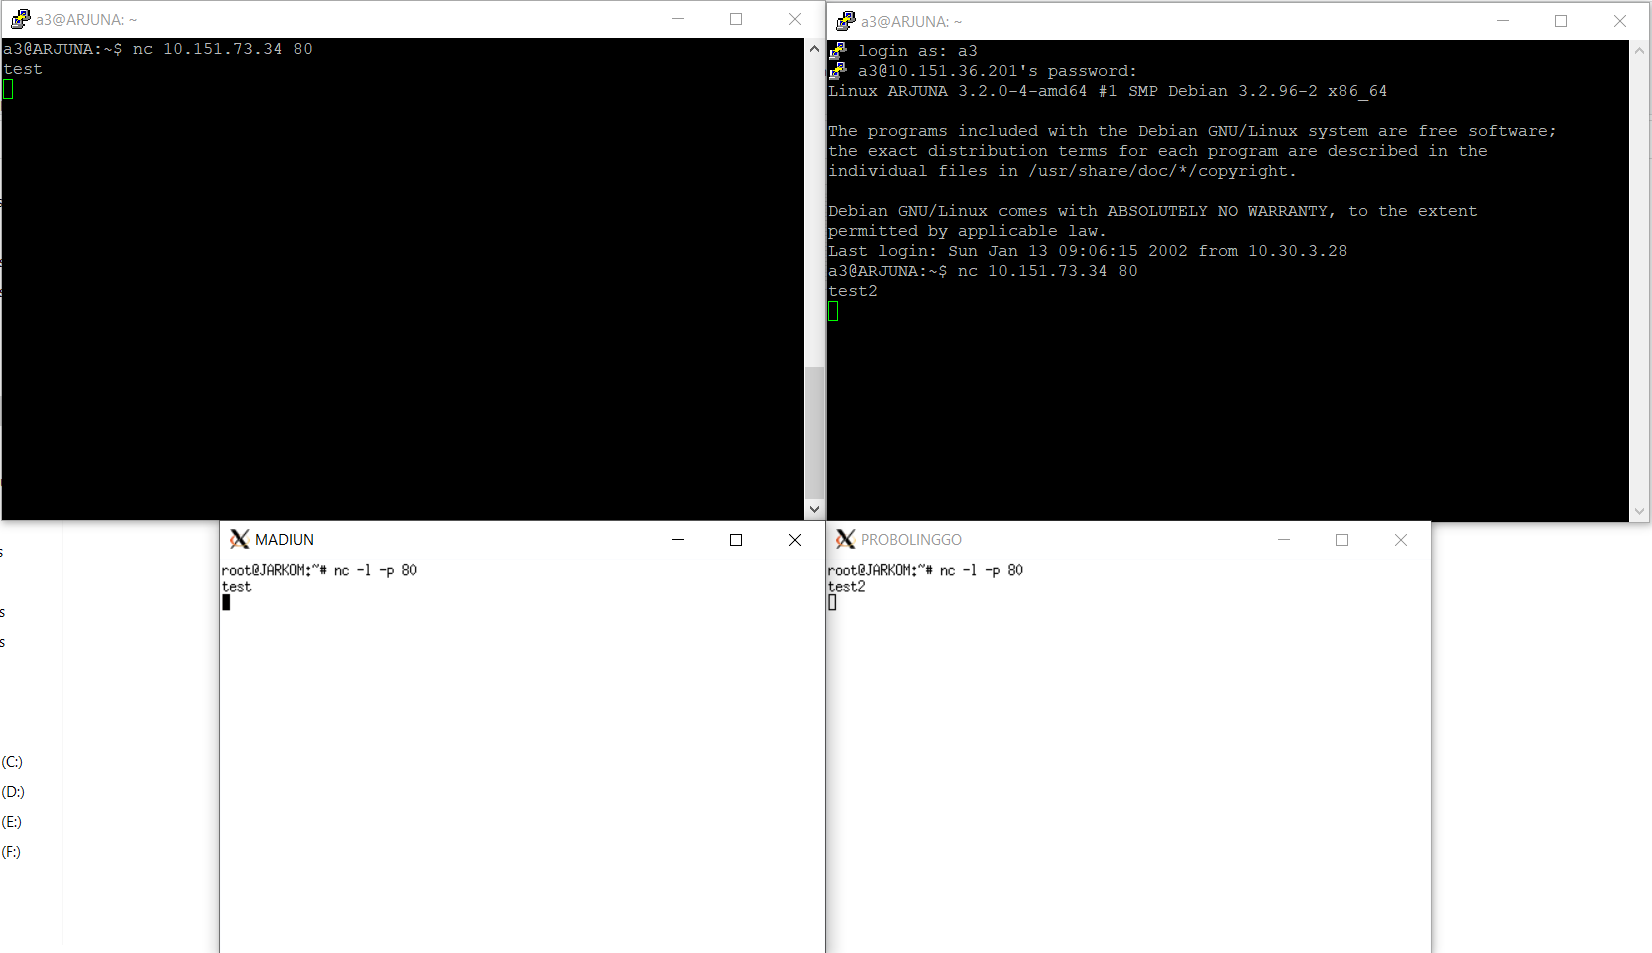 a3@ARJUNA: ~
a3@ARJUNA:~$ nc 10.151.73.34 80
test
a3@ARJUNA: ~
login as: a3
a3@10.151.36.201's password:
Linux ARJUNA 3.2.0-4-amd64 #1 SMP Debian 3.2.96-2 x86_64
The programs included with the Debian GNU/Linux system are free software;
the exact distribution terms for each program are described in the
individual files in /usr/share/doc/*/copyright.
Debian GNU/Linux comes with ABSOLUTELY NO WARRANTY, to the extent
permitted by applicable law.
Last login: Sun Jan 13 09:06:15 2002 from 10.30.3.28
a3@ARJUNA:~$ nc 10.151.73.34 80
test2
MADIUN
root@JARKOM:~# nc -l -p 80
test
PROBOLINGGO
root@JARKOM:~# nc -l -p 80
test2
s
s
s
(C:)
(D:)
(E:)
(F:)